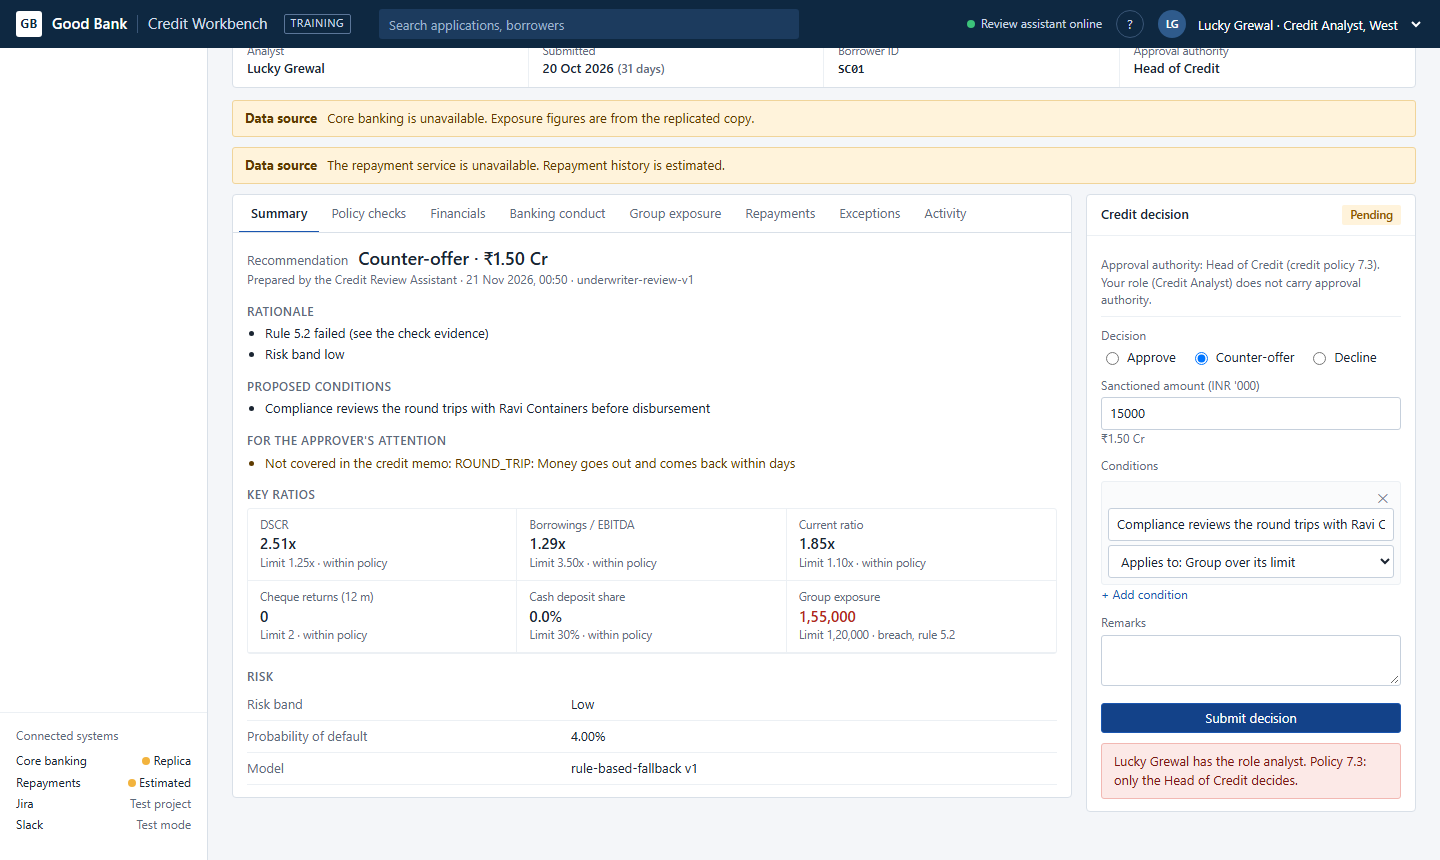 GB Good Bank Credit Workbench TRAINING Search applications, borrowers Review assistant online ? LG Lucky Grewal · Credit Analyst, West
Analyst Submitted Borrower ID Approval authority
Lucky Grewal 20 Oct 2026 (31 days) SC01 Head of Credit
Data source Core banking is unavailable. Exposure figures are from the replicated copy.
Data source The repayment service is unavailable. Repayment history is estimated.
Summary Policy checks Financials Banking conduct Group exposure Repayments Exceptions Activity
Recommendation Counter-offer · ₹1.50 Cr
Prepared by the Credit Review Assistant · 21 Nov 2026, 00:50 · underwriter-review-v1
RATIONALE
Rule 5.2 failed (see the check evidence)
Risk band low
PROPOSED CONDITIONS
Compliance reviews the round trips with Ravi Containers before disbursement
FOR THE APPROVER'S ATTENTION
Not covered in the credit memo: ROUND_TRIP: Money goes out and comes back within days
KEY RATIOS
DSCR Borrowings / EBITDA Current ratio
2.51x 1.29x 1.85x
Limit 1.25x · within policy Limit 3.50x · within policy Limit 1.10x · within policy
Cheque returns (12 m) Cash deposit share Group exposure
0 0.0% 1,55,000
Limit 2 · within policy Limit 30% · within policy Limit 1,20,000 · breach, rule 5.2
RISK
Risk band Low
Probability of default 4.00%
Model rule-based-fallback v1
Credit decision Pending
Approval authority: Head of Credit (credit policy 7.3).
Your role (Credit Analyst) does not carry approval
authority.
Decision
Approve Counter-offer Decline
Sanctioned amount (INR '000)
15000
₹1.50 Cr
Conditions
Compliance reviews the round trips with Ravi C
Applies to: Group over its limit
+ Add condition
Remarks
Submit decision
Lucky Grewal has the role analyst. Policy 7.3:
only the Head of Credit decides.
Connected systems
Core banking Replica
Repayments Estimated
Jira Test project
Slack Test mode